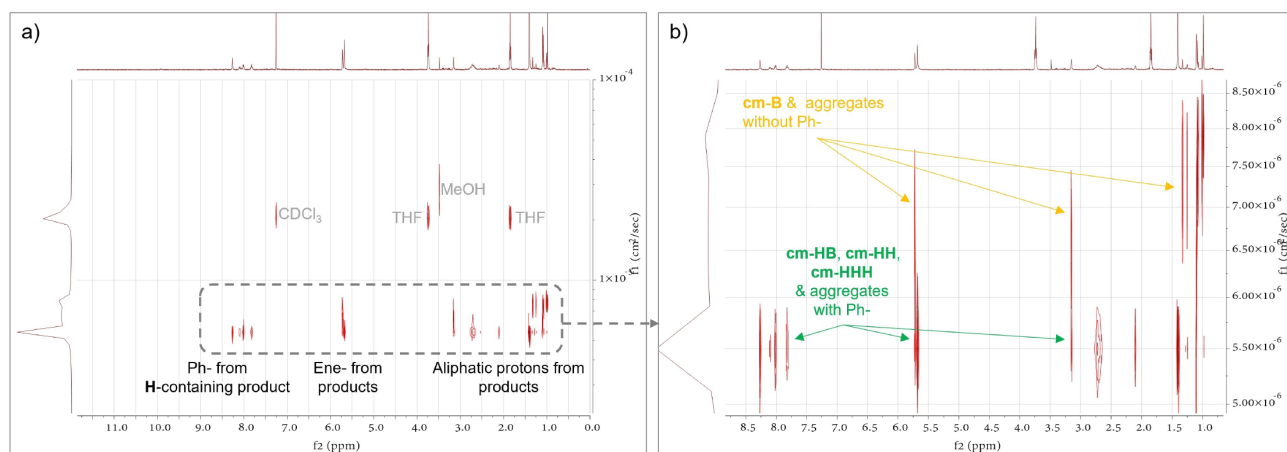 a)
1×10⁻⁴
MeOH
CDCl₃
THF
THF
1×10⁻⁵
f1 (cm²/sec)
Ph- from
H-containing product
Ene- from
products
Aliphatic protons from
products
11.0 10.0 9.0 8.0 7.0 6.0 5.0 4.0 3.0 2.0 1.0 0.0
f2 (ppm)
b)
cm-B & aggregates
without Ph-
cm-HB, cm-HH,
cm-HHH
& aggregates
with Ph-
8.50×10⁻⁶
8.00×10⁻⁶
7.50×10⁻⁶
7.00×10⁻⁶
6.50×10⁻⁶
6.00×10⁻⁶
5.50×10⁻⁶
5.00×10⁻⁶
f1 (cm²/sec)
8.5 8.0 7.5 7.0 6.5 6.0 5.5 5.0 4.5 4.0 3.5 3.0 2.5 2.0 1.5 1.0
f2 (ppm)